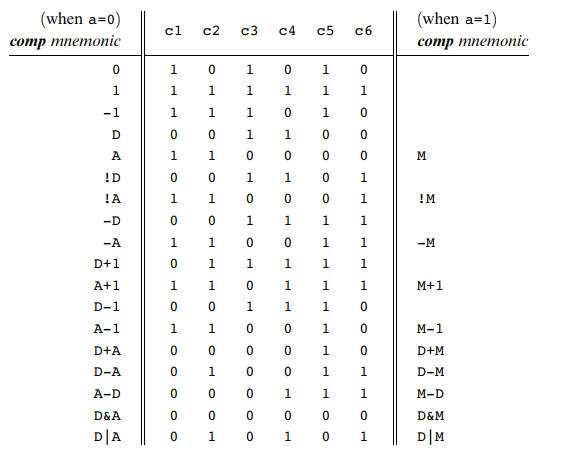 (when a=0) (when a=1)
comp mnemonic c1 c2 c3 c4 c5 c6 comp mnemonic
0 1 0 1 0 1 0
1 1 1 1 1 1 1
-1 1 1 1 0 1 0
D 0 0 1 1 0 0
A 1 1 0 0 0 0 M
!D 0 0 1 1 0 1
!A 1 1 0 0 0 1 !M
-D 0 0 1 1 1 1
-A 1 1 0 0 1 1 -M
D+1 0 1 1 1 1 1
A+1 1 1 0 1 1 1 M+1
D-1 0 0 1 1 1 0
A-1 1 1 0 0 1 0 M-1
D+A 0 0 0 0 1 0 D+M
D-A 0 1 0 0 1 1 D-M
A-D 0 0 0 1 1 1 M-D
D&A 0 0 0 0 0 0 D&M
D|A 0 1 0 1 0 1 D|M